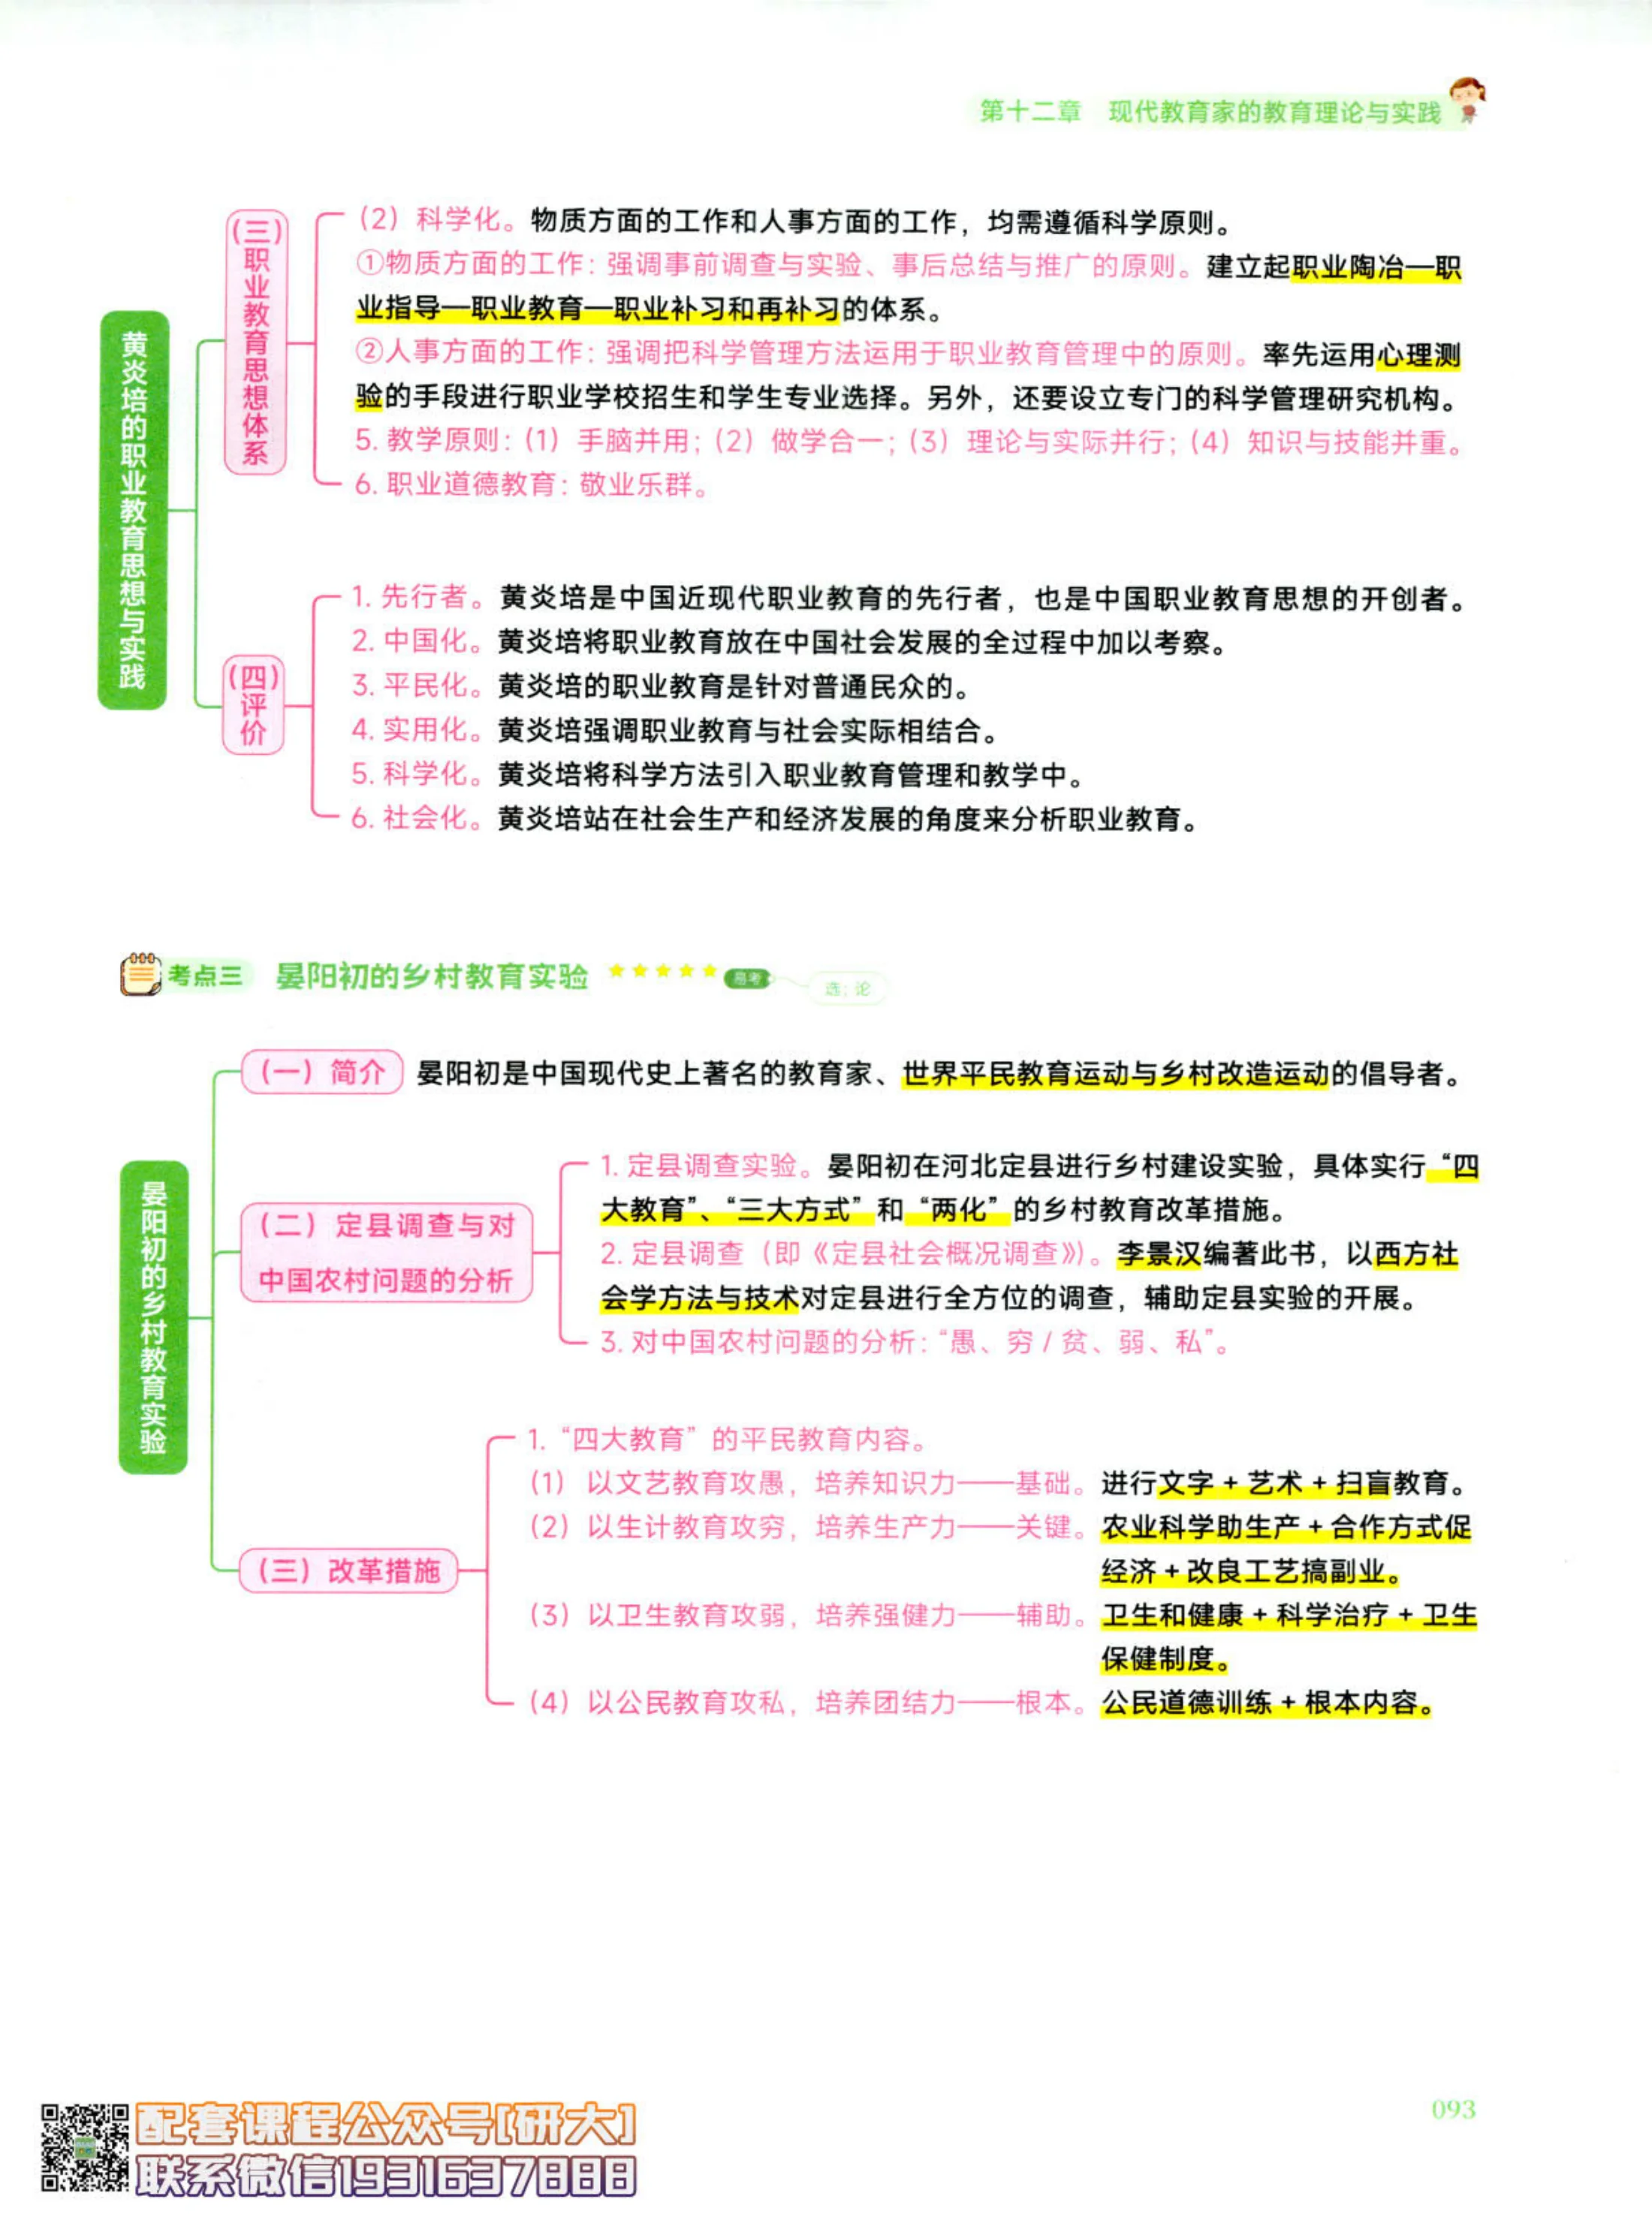 第十二章 现代教育家的教育理论与实践
黄炎培的职业教育思想与实践
(三)职业教育思想体系
(2) 科学化。物质方面的工作和人事方面的工作，均需遵循科学原则。
①物质方面的工作：强调事前调查与实验、事后总结与推广的原则。建立起职业陶冶—职
业指导—职业教育—职业补习和再补习的体系。
②人事方面的工作：强调把科学管理方法运用于职业教育管理中的原则。率先运用心理测
验的手段进行职业学校招生和学生专业选择。另外，还要设立专门的科学管理研究机构。
5. 教学原则：(1) 手脑并用；(2) 做学合一；(3) 理论与实际并行；(4) 知识与技能并重。
6. 职业道德教育：敬业乐群。
(四)评价
1. 先行者。黄炎培是中国近现代职业教育的先行者，也是中国职业教育思想的开创者。
2. 中国化。黄炎培将职业教育放在中国社会发展的全过程中加以考察。
3. 平民化。黄炎培的职业教育是针对普通民众的。
4. 实用化。黄炎培强调职业教育与社会实际相结合。
5. 科学化。黄炎培将科学方法引入职业教育管理和教学中。
6. 社会化。黄炎培站在社会生产和经济发展的角度来分析职业教育。
考点三 晏阳初的乡村教育实验 ★★★★★ 易考 选；论
晏阳初的乡村教育实验
(一) 简介 晏阳初是中国现代史上著名的教育家、世界平民教育运动与乡村改造运动的倡导者。
(二) 定县调查与对
中国农村问题的分析
1. 定县调查实验。晏阳初在河北定县进行乡村建设实验，具体实行“四
大教育”、“三大方式”和“两化”的乡村教育改革措施。
2. 定县调查（即《定县社会概况调查》）。李景汉编著此书，以西方社
会学方法与技术对定县进行全方位的调查，辅助定县实验的开展。
3. 对中国农村问题的分析：“愚、穷 / 贫、弱、私”。
(三) 改革措施
1. “四大教育”的平民教育内容。
(1) 以文艺教育攻愚，培养知识力——基础。进行文字 + 艺术 + 扫盲教育。
(2) 以生计教育攻穷，培养生产力——关键。农业科学助生产 + 合作方式促
经济 + 改良工艺搞副业。
(3) 以卫生教育攻弱，培养强健力——辅助。卫生和健康 + 科学治疗 + 卫生
保健制度。
(4) 以公民教育攻私，培养团结力——根本。公民道德训练 + 根本内容。
093
配套课程公众号[研大]
联系微信1931637888